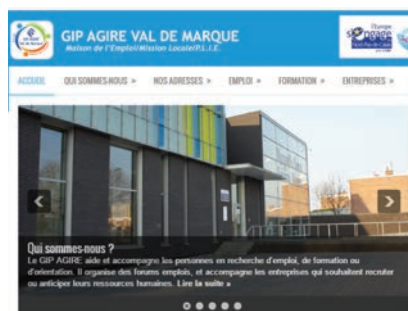 GIP AGIRE VAL DE MARQUE
Maison de l'Emploi/Mission Locale/P.L.I.E.
l'Europe
s'engage
ACCUEIL QUI SOMMES-NOUS » NOS ADRESSES » EMPLOI » FORMATION » ENTREPRISES »
Qui sommes-nous ?
Le GIP AGIRE aide et accompagne les personnes en recherche d'emploi, de formation ou
d'orientation. Il organise des forums emplois, et accompagne les entreprises qui souhaitent recruter
ou anticiper leurs ressources humaines. Lire la suite »